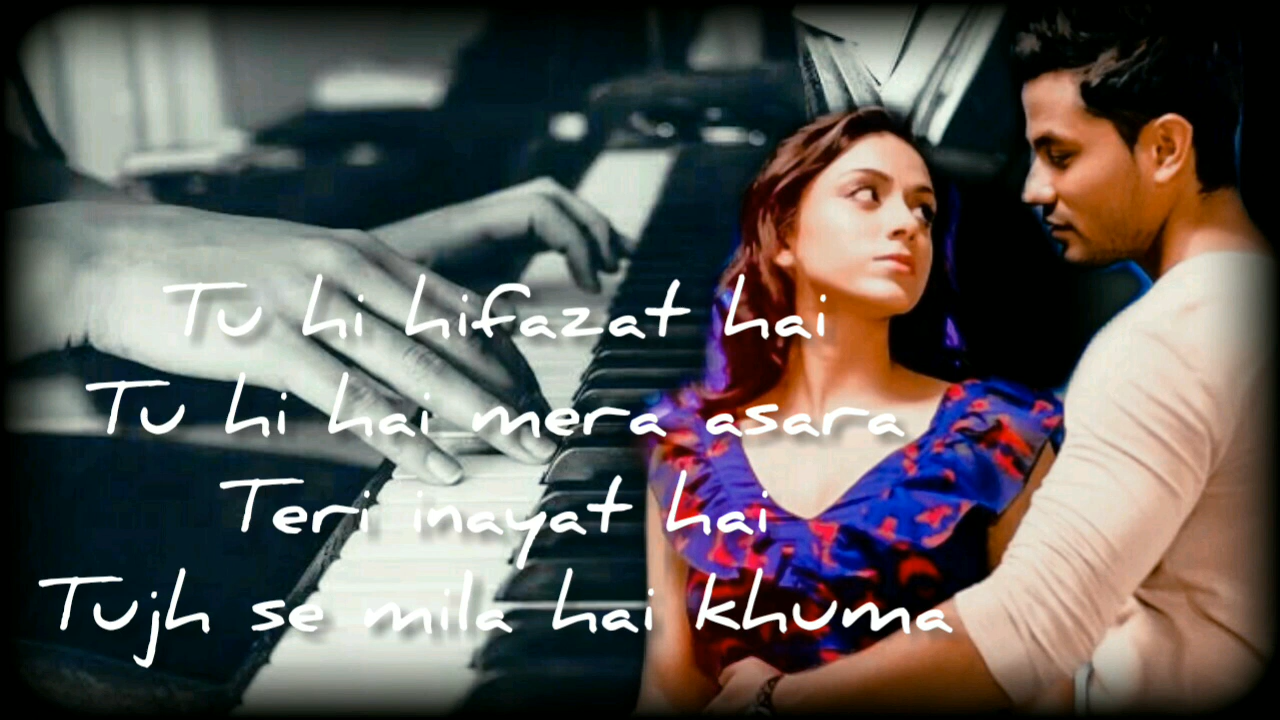 Tu hi hifazat hai
Tu hi hai mera asara
Teri inayat hai
Tujh se mila hai khuma